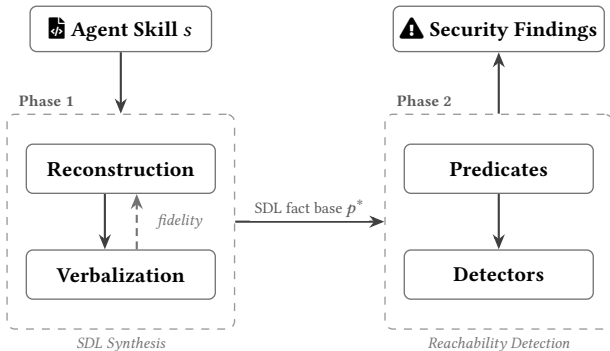 Agent Skill s
Security Findings
Phase 1
Phase 2
Reconstruction
Predicates
fidelity
SDL fact base p*
Verbalization
Detectors
SDL Synthesis
Reachability Detection